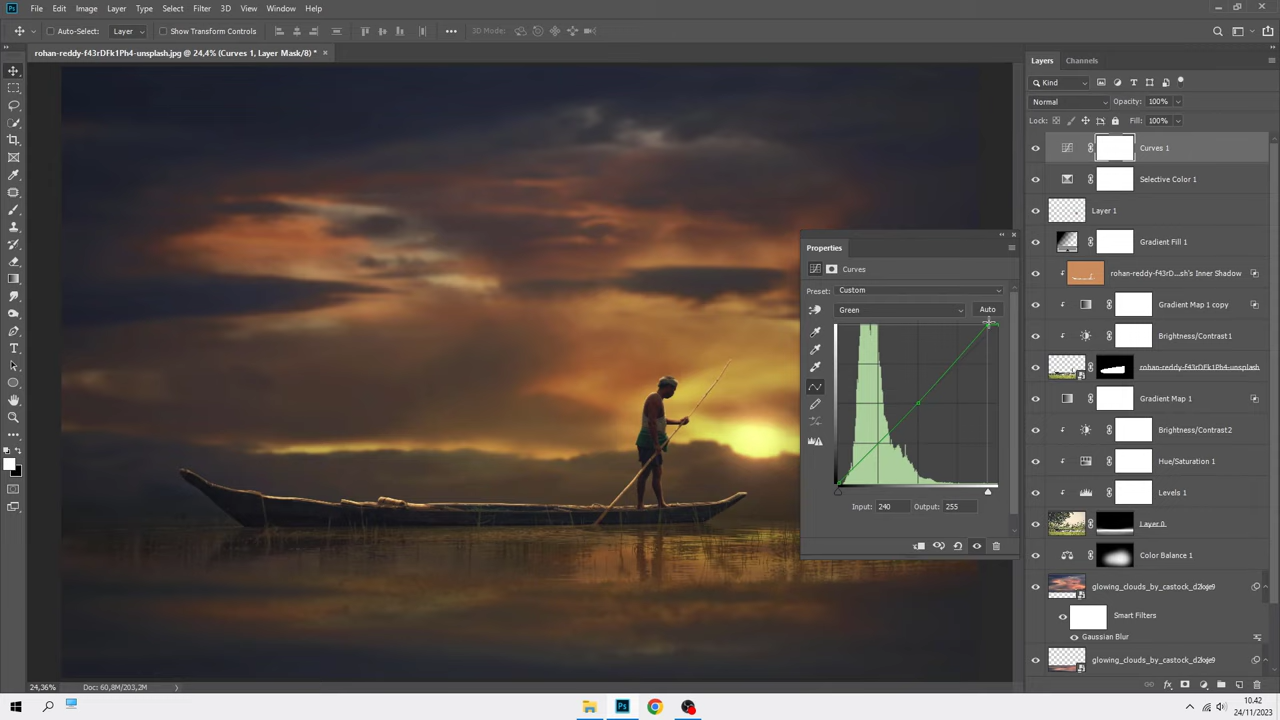 File Edit Image Layer Type Select Filter 3D View Window Help
Auto-Select: Layer Show Transform Controls 3D Mode:
rohan-reddy-f43rDFk1Ph4-unsplash.jpg @ 24,4% (Curves 1, Layer Mask/8) *
Layers Channels
Kind
Normal Opacity: 100%
Lock: Fill: 100%
Curves 1
Selective Color 1
Layer 1
Gradient Fill 1
rohan-reddy-f43rD...sh's Inner Shadow
Gradient Map 1 copy
Brightness/Contrast 1
rohan-reddy-f43rDFk1Ph4-unsplash
Gradient Map 1
Brightness/Contrast 2
Hue/Saturation 1
Levels 1
Layer 0
Color Balance 1
Smart Filters
Gaussian Blur
Properties
Curves
Preset: Custom
Green Auto
Input: 240 Output: 255
24,36% Doc: 60,8M/203,2M
10.42
24/11/2023